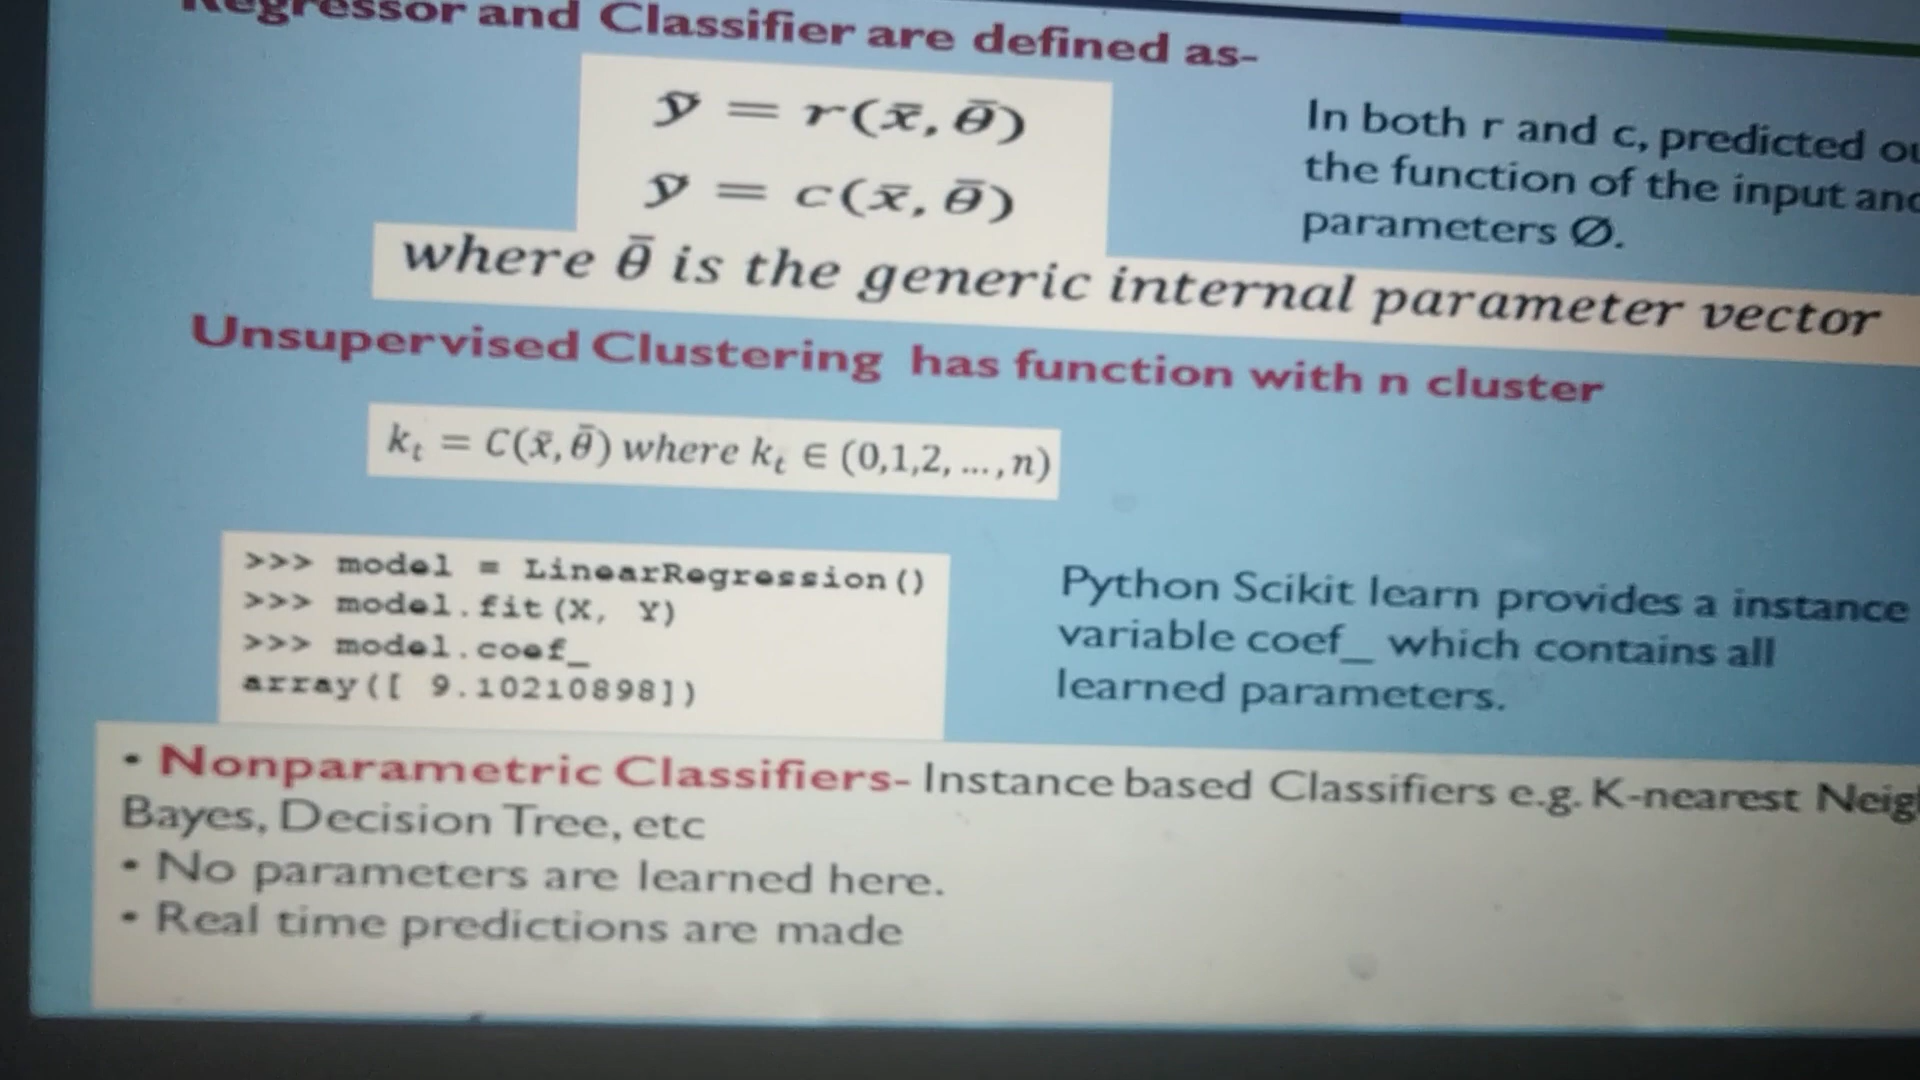 Regressor and Classifier are defined as-
y = r(x̄, θ̄)
y = c(x̄, θ̄)
where θ̄ is the generic internal parameter vector
In both r and c, predicted
the function of the input and
parameters Ø.
Unsupervised Clustering has function with n cluster
kₜ = C(x̄, θ̄) where kₜ ∈ (0,1,2, ...,n)
>>> model = LinearRegression()
>>> model.fit(X, Y)
>>> model.coef_
array([ 9.10210898])
Python Scikit learn provides a instance
variable coef_ which contains all
learned parameters.
• Nonparametric Classifiers- Instance based Classifiers e.g. K-nearest
Bayes, Decision Tree, etc
• No parameters are learned here.
• Real time predictions are made